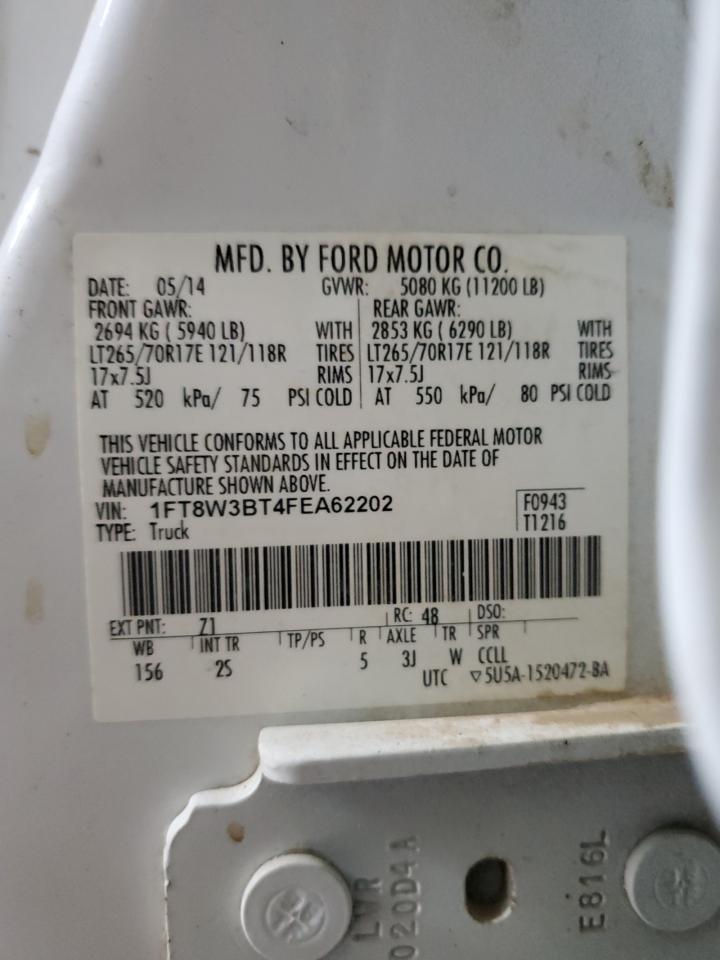 MFD. BY FORD MOTOR CO.
DATE: 05/14 GVWR: 5080 KG (11200 LB)
FRONT GAWR: REAR GAWR:
2694 KG ( 5940 LB) WITH 2853 KG ( 6290 LB) WITH
LT265/70R17E 121/118R TIRES LT265/70R17E 121/118R TIRES
17x7.5J RIMS 17x7.5J RIMS
AT 520 kPa/ 75 PSI COLD AT 550 kPa/ 80 PSI COLD
THIS VEHICLE CONFORMS TO ALL APPLICABLE FEDERAL MOTOR
VEHICLE SAFETY STANDARDS IN EFFECT ON THE DATE OF
MANUFACTURE SHOWN ABOVE.
VIN: 1FT8W3BT4FEA62202 F0943
TYPE: Truck T1216
EXT PNT: Z1 RC: 48 DSO:
WB INT TR TP/PS R AXLE TR SPR
156 2S 5 3J W CCLL
UTC ▽5U5A-1520472-BA
LWR
020D4A
E816L